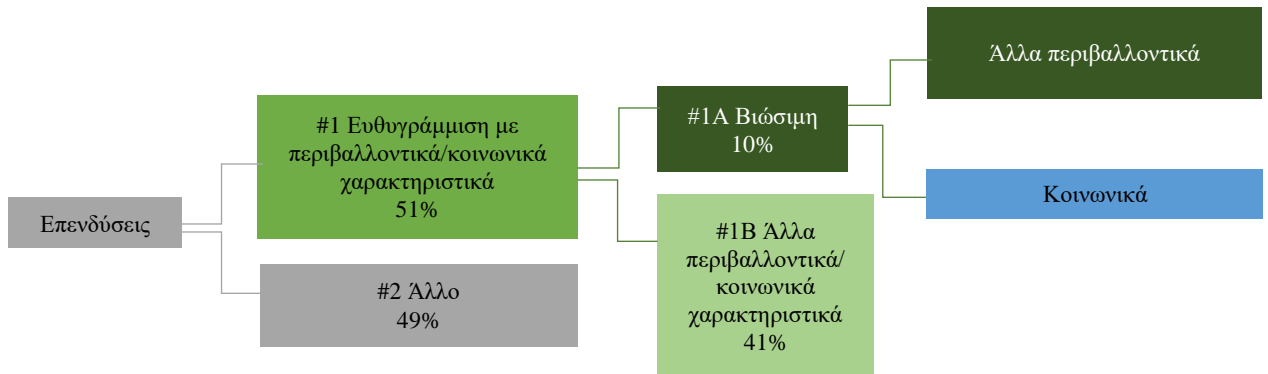 Επενδύσεις
#1 Ευθυγράμμιση με
περιβαλλοντικά/κοινωνικά
χαρακτηριστικά
51%
#2 Άλλο
49%
#1A Βιώσιμη
10%
#1B Άλλα
περιβαλλοντικά/
κοινωνικά
χαρακτηριστικά
41%
Άλλα περιβαλλοντικά
Κοινωνικά